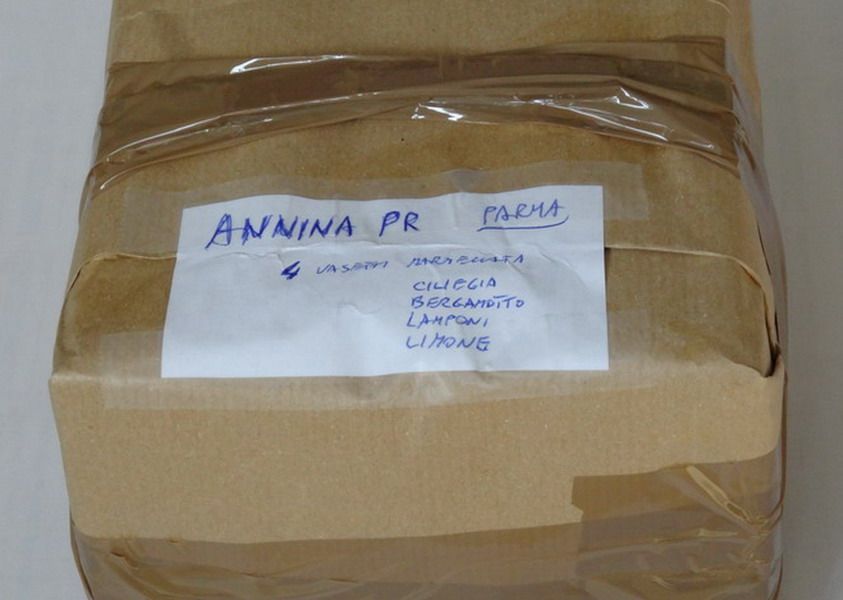 ANNINA PR PARMA
4 VASETTI MARMELLATA
CILIEGIA
BERGAMOTTO
LAMPONI
LIMONE